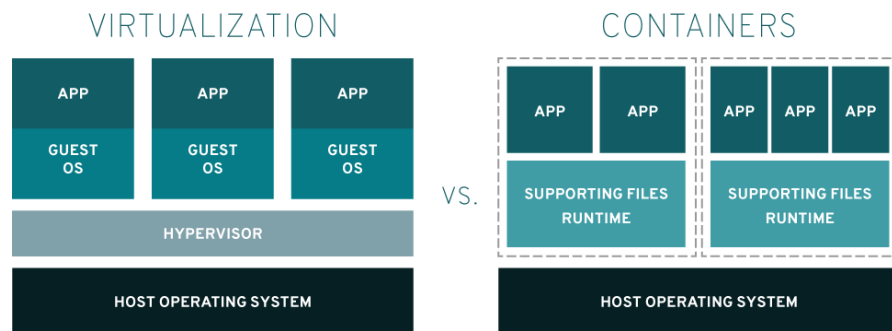 VIRTUALIZATION
APP
APP
APP
GUEST
OS
GUEST
OS
GUEST
OS
HYPERVISOR
HOST OPERATING SYSTEM
VS.
CONTAINERS
APP
APP
APP
APP
APP
SUPPORTING FILES
RUNTIME
SUPPORTING FILES
RUNTIME
HOST OPERATING SYSTEM